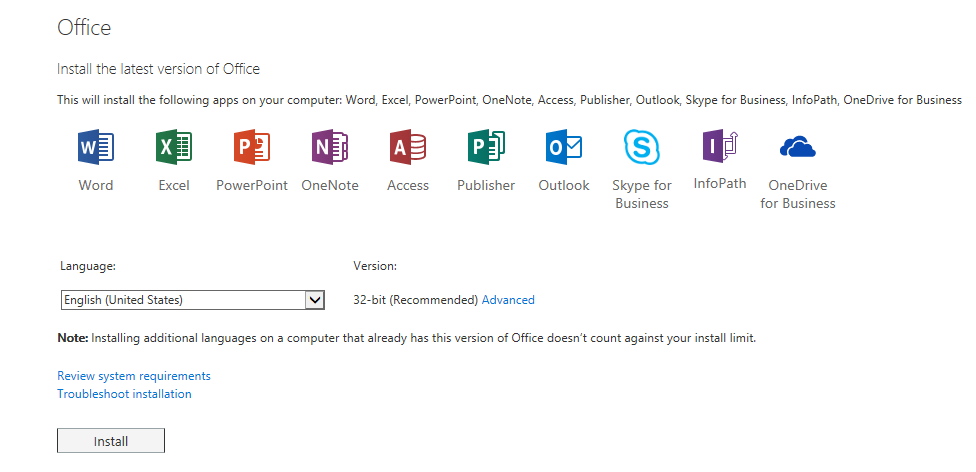 Office
Install the latest version of Office
This will install the following apps on your computer: Word, Excel, PowerPoint, OneNote, Access, Publisher, Outlook, Skype for Business, InfoPath, OneDrive for Business
W X P N A P O S I
Word Excel PowerPoint OneNote Access Publisher Outlook Skype for InfoPath OneDrive
Business for Business
Language: Version:
English (United States) 32-bit (Recommended) Advanced
Note: Installing additional languages on a computer that already has this version of Office doesn't count against your install limit.
Review system requirements
Troubleshoot installation
Install